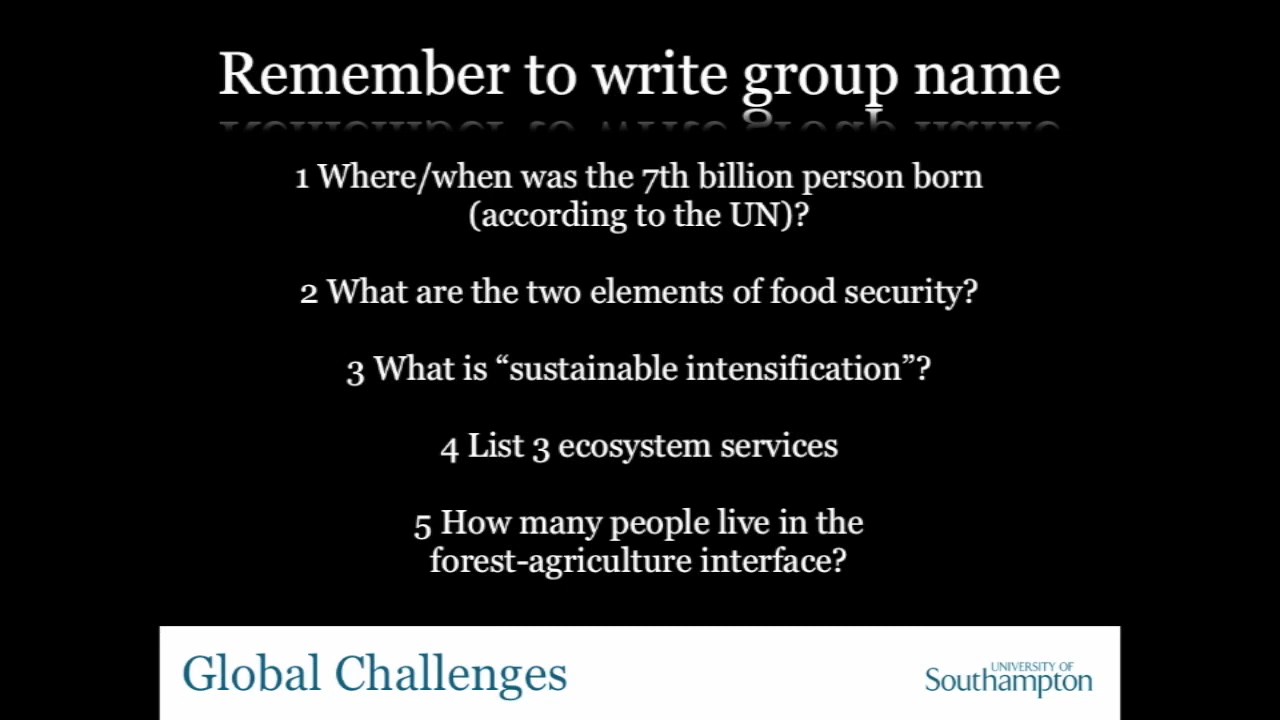 Remember to write group name
1 Where/when was the 7th billion person born
(according to the UN)?
2 What are the two elements of food security?
3 What is “sustainable intensification”?
4 List 3 ecosystem services
5 How many people live in the
forest-agriculture interface?
Global Challenges
UNIVERSITY OF
Southampton